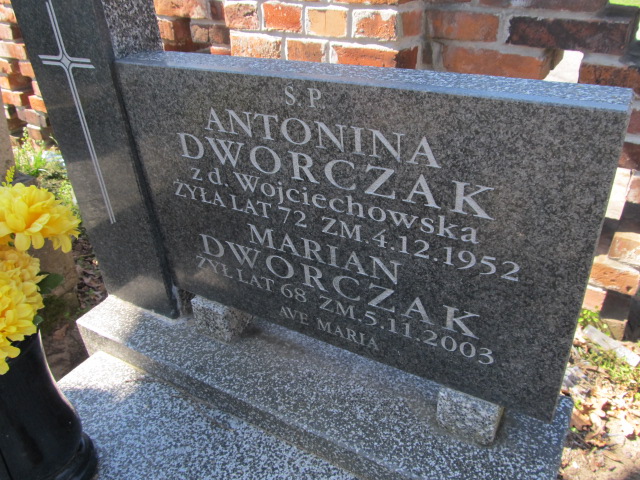 Ś.P.
ANTONINA
DWORCZAK
z d. Wojciechowska
ŻYŁA LAT 72 ZM.4.12.1952
MARIAN
DWORCZAK
ŻYŁ LAT 68 ZM.5.11.2003
AVE MARIA